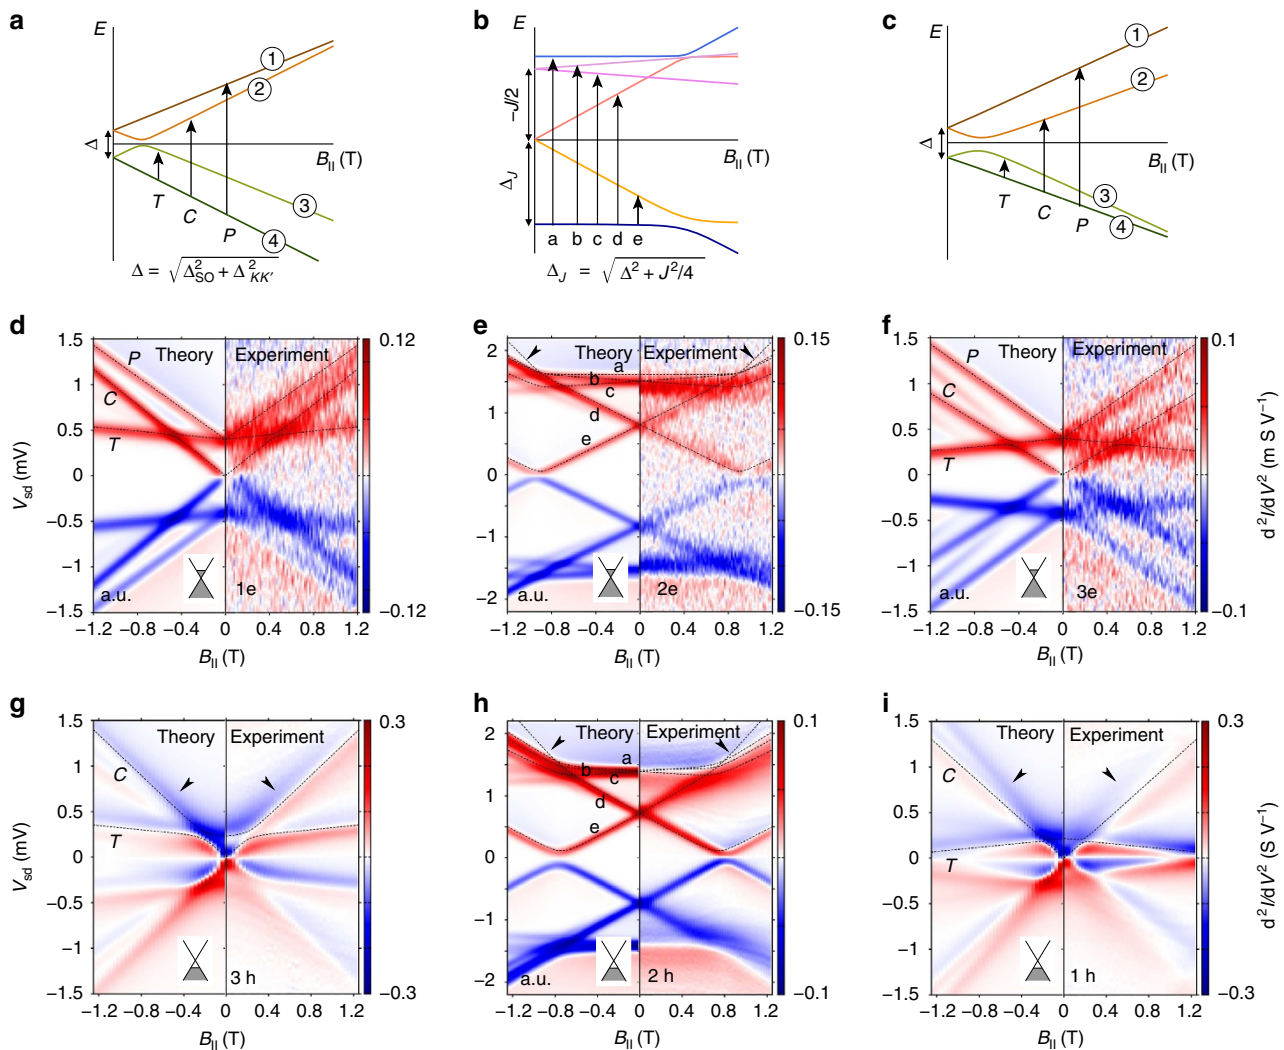 a
E
1
2
Δ
B|| (T)
T
C
P
3
4
Δ = √Δ²SO + Δ²KK′
b
E
−J/2
B|| (T)
ΔJ
a b c d e
ΔJ = √Δ² + J²/4
c
E
1
2
Δ
B|| (T)
T
C
P
3
4
d
1.5
1
0.5
0
−0.5
−1
−1.5
Vsd (mV)
Theory
Experiment
P
C
T
a.u.
1e
0.12
−0.12
−1.2 −0.8 −0.4 0 0.4 0.8 1.2
B|| (T)
e
2
1
0
−1
−2
Theory
Experiment
a
b
c
d
e
a.u.
2e
0.15
−0.15
−1.2 −0.8 −0.4 0 0.4 0.8 1.2
B|| (T)
f
1.5
1
0.5
0
−0.5
−1
−1.5
Theory
Experiment
P
C
T
a.u.
3e
0.1
−0.1
d²I/dV² (m S V⁻¹)
−1.2 −0.8 −0.4 0 0.4 0.8 1.2
B|| (T)
g
1.5
1
0.5
0
−0.5
−1
−1.5
Vsd (mV)
Theory
Experiment
C
T
3 h
0.3
−0.3
−1.2 −0.8 −0.4 0 0.4 0.8 1.2
B|| (T)
h
2
1
0
−1
−2
Theory
Experiment
a
b
c
d
e
a.u.
2 h
0.1
−0.1
−1.2 −0.8 −0.4 0 0.4 0.8 1.2
B|| (T)
i
1.5
1
0.5
0
−0.5
−1
−1.5
Theory
Experiment
C
T
1 h
0.3
−0.3
d²I/dV² (S V⁻¹)
−1.2 −0.8 −0.4 0 0.4 0.8 1.2
B|| (T)